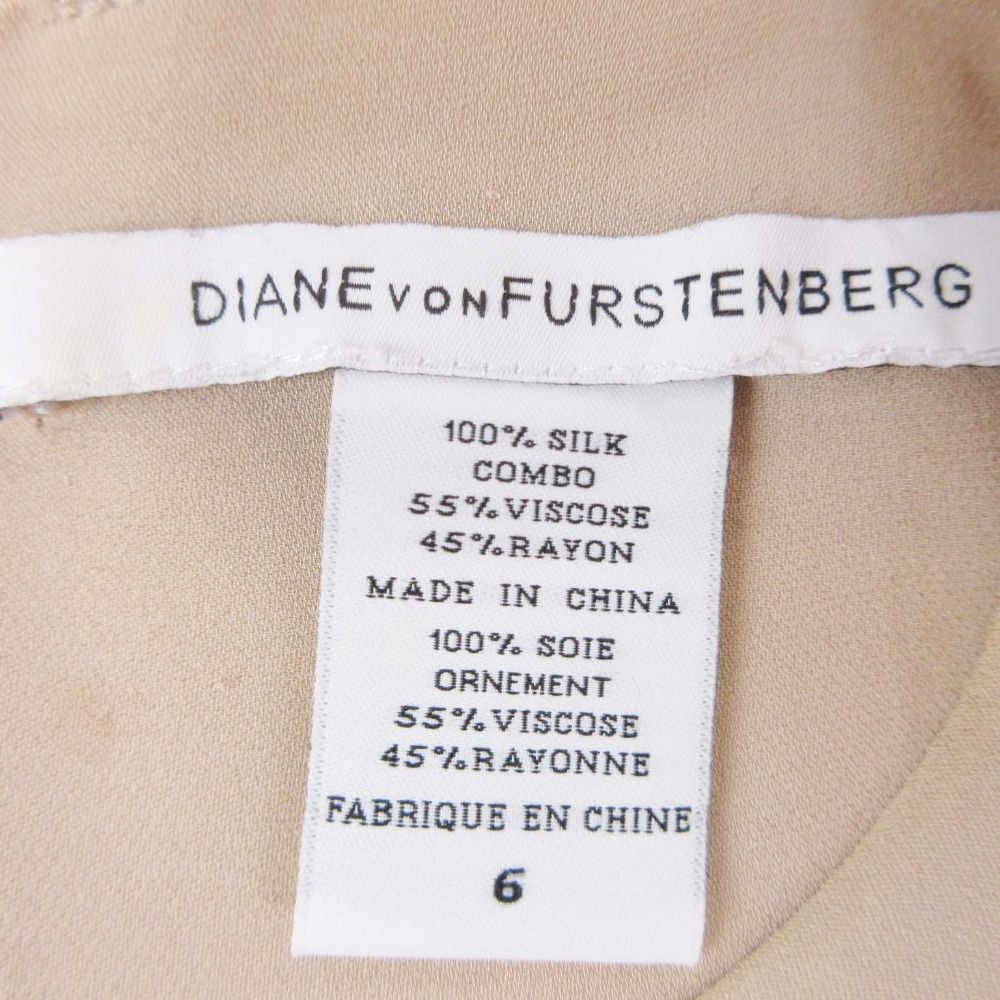 DIANE VON FURSTENBERG
100% SILK
COMBO
55% VISCOSE
45% RAYON
MADE IN CHINA
100% SOIE
ORNEMENT
55% VISCOSE
45% RAYONNE
FABRIQUE EN CHINE
6